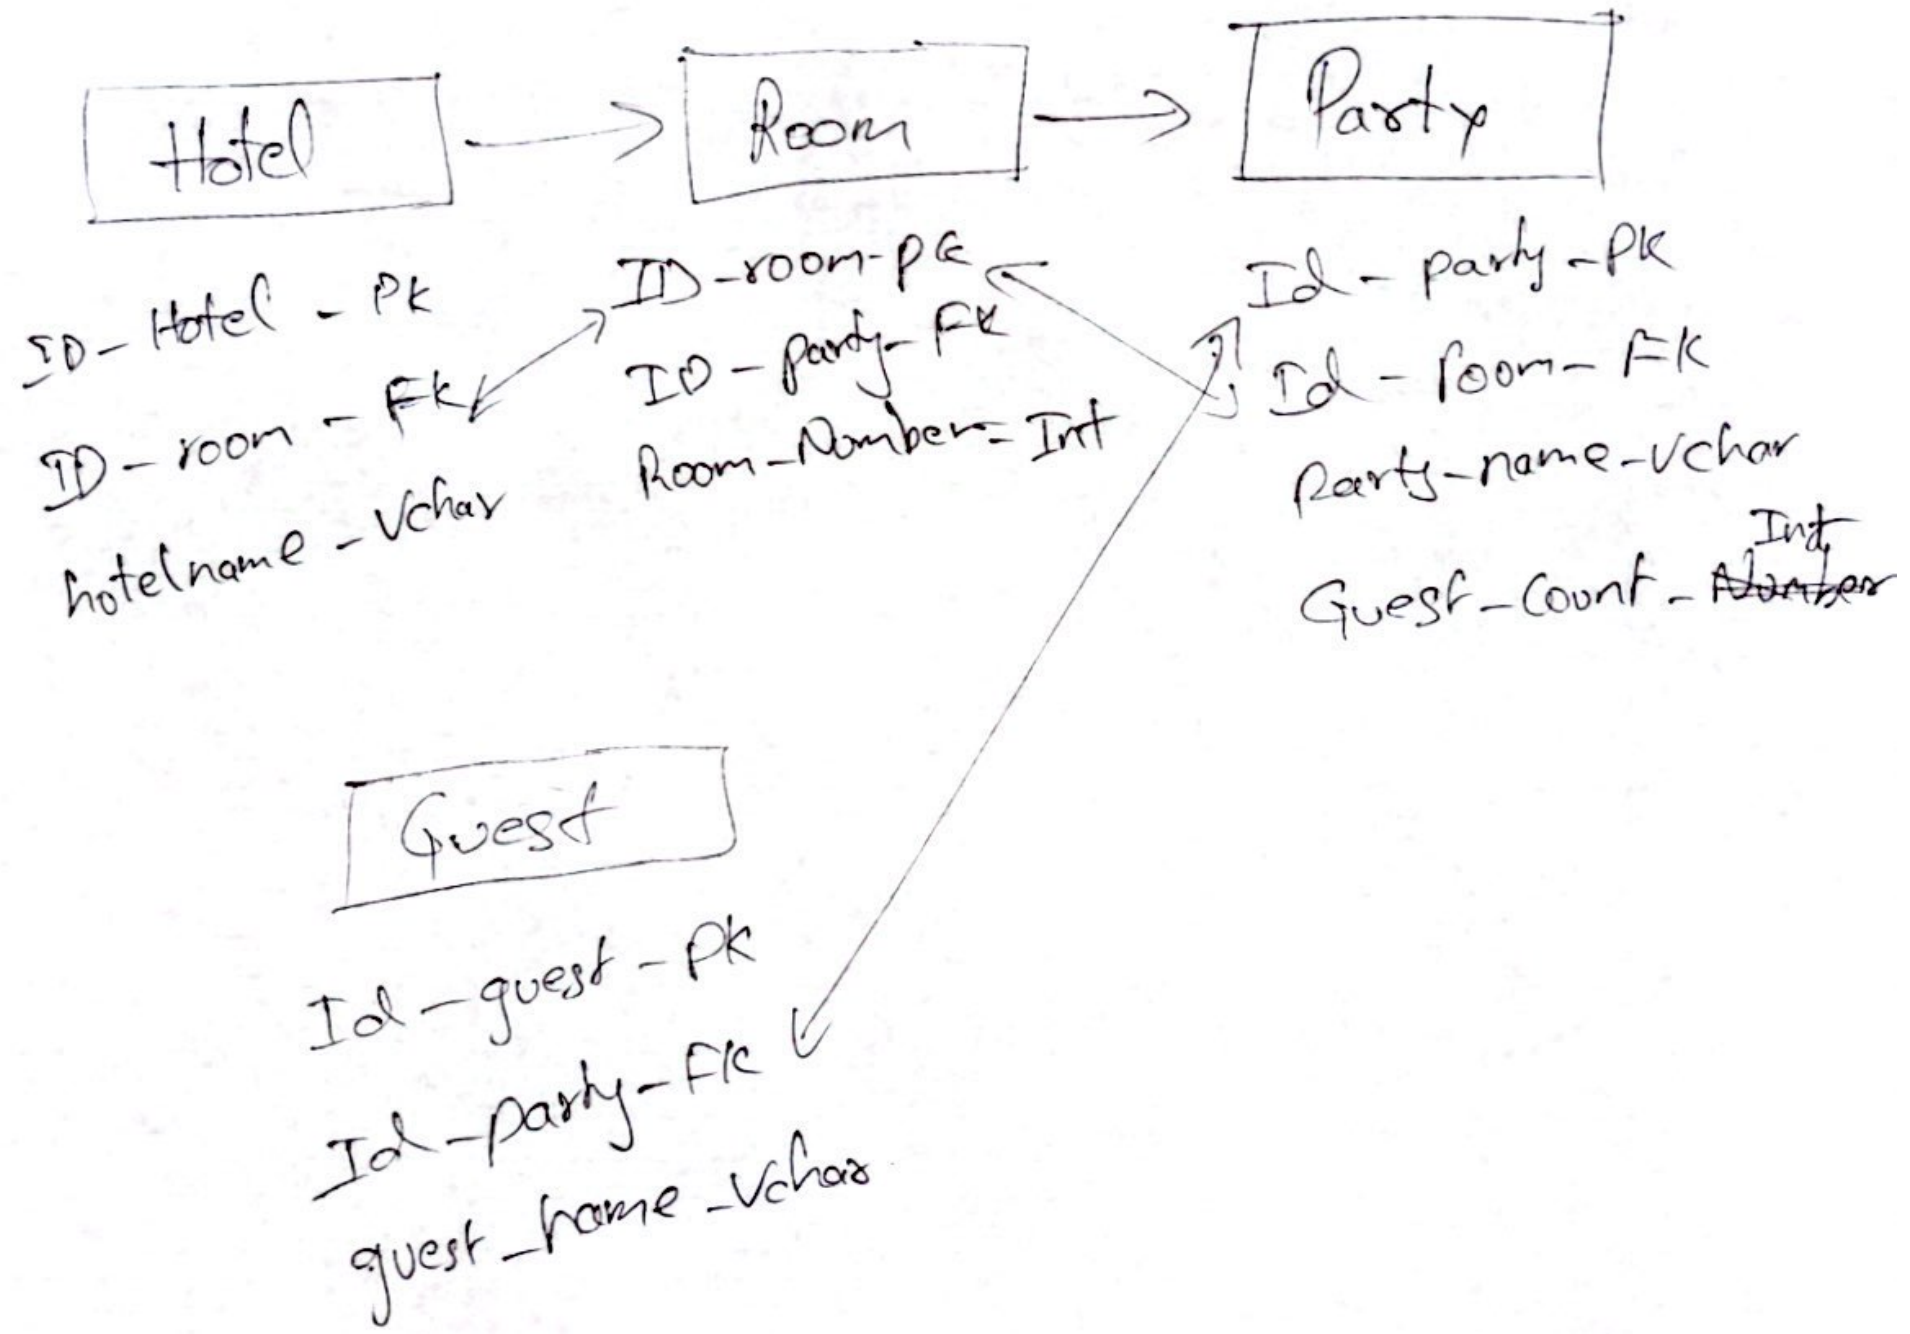 Hotel
ID-Hotel - PK
ID-room - FK
hotelname - Vchar
Room
ID-room-PK
ID-party-FK
Room-Number-Int
Party
Id-party-PK
Id-room-FK
Party-name-Vchar
Int
Guest-Count-Number
Guest
Id-guest-PK
Id-party-FK
guest_name_Vchar